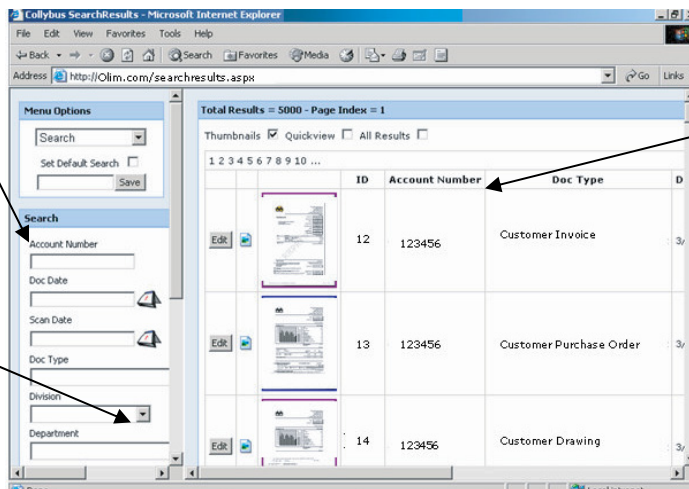 Collybus SearchResults - Microsoft Internet Explorer
File Edit View Favorites Tools Help
Back Search Favorites Media
Address http://Olim.com/searchresults.aspx Go Links
Menu Options
Search
Set Default Search
Save
Search
Account Number
Doc Date
Scan Date
Doc Type
Division
Department
Total Results = 5000 - Page Index = 1
Thumbnails Quickview All Results
1 2 3 4 5 6 7 8 9 10 ...
ID Account Number Doc Type D
Edit 12 123456 Customer Invoice 3/
Edit 13 123456 Customer Purchase Order 3/
Edit 14 123456 Customer Drawing 3/